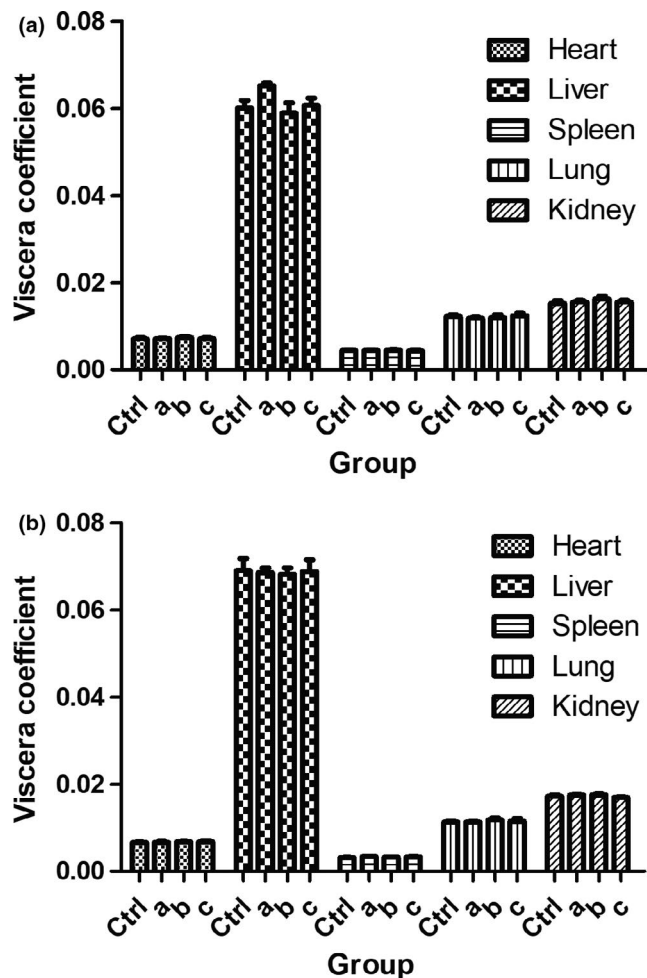 (a)
Viscera coefficient
0.08
0.06
0.04
0.02
0.00
Heart
Liver
Spleen
Lung
Kidney
Ctrl a b c Ctrl a b c Ctrl a b c Ctrl a b c Ctrl a b c
Group
(b)
Viscera coefficient
0.08
0.06
0.04
0.02
0.00
Heart
Liver
Spleen
Lung
Kidney
Ctrl a b c Ctrl a b c Ctrl a b c Ctrl a b c Ctrl a b c
Group